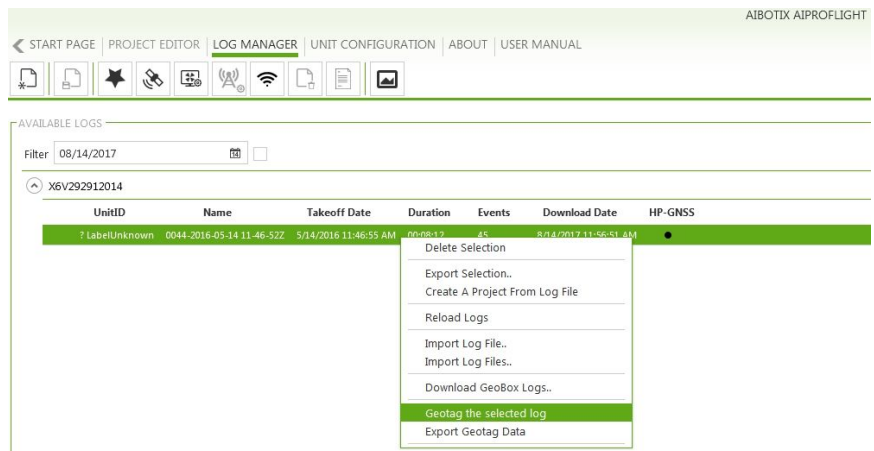 AIBOTIX AIPROFLIGHT
START PAGE PROJECT EDITOR LOG MANAGER UNIT CONFIGURATION ABOUT USER MANUAL
AVAILABLE LOGS
Filter 08/14/2017 14
X6V292912014
UnitID Name Takeoff Date Duration Events Download Date HP-GNSS
? LabelUnknown 0044-2016-05-14 11-46-52Z 5/14/2016 11:46:55 AM 00:08:12 45 8/14/2017 11:56:51 AM
Delete Selection
Export Selection..
Create A Project From Log File
Reload Logs
Import Log File..
Import Log Files..
Download GeoBox Logs..
Geotag the selected log
Export Geotag Data